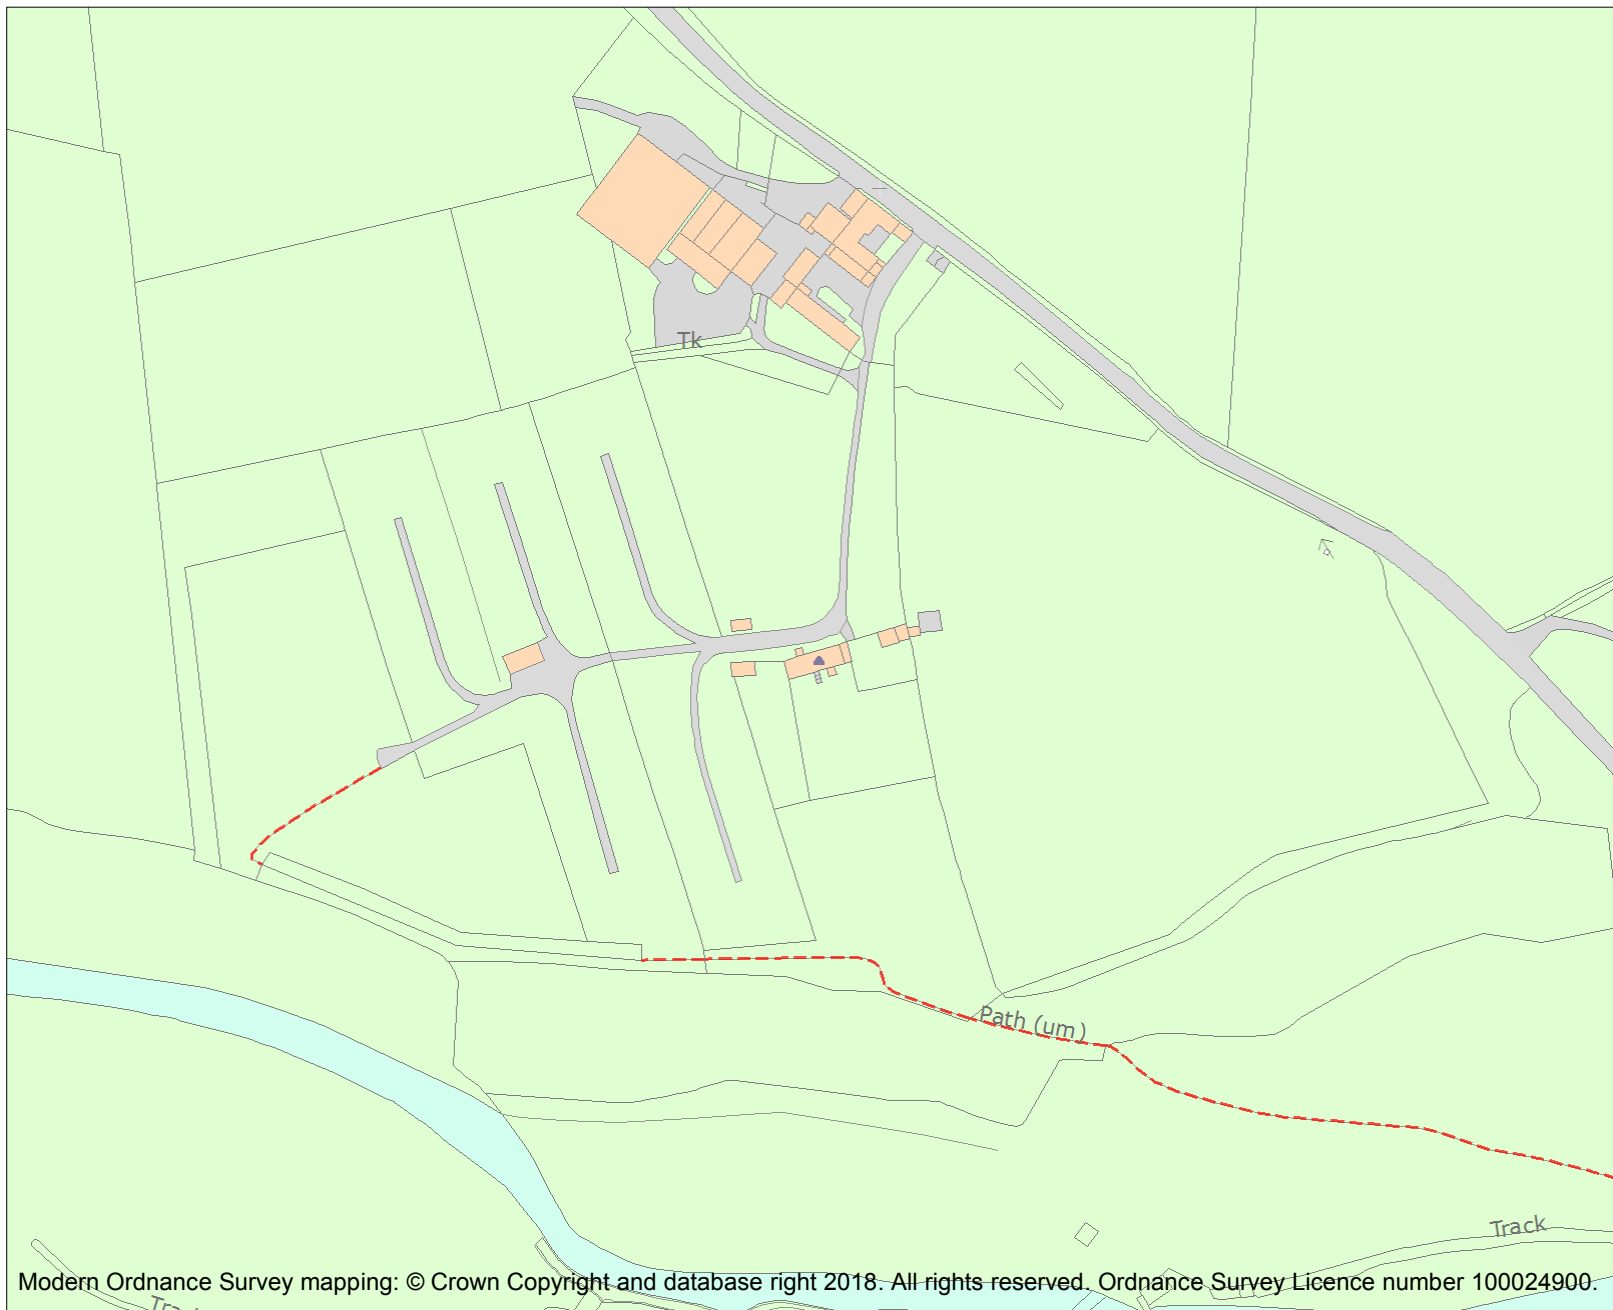 Tk
Path (um)
Track
Modern Ordnance Survey mapping: © Crown Copyright and database right 2018. All rights reserved. Ordnance Survey Licence number 100024900.